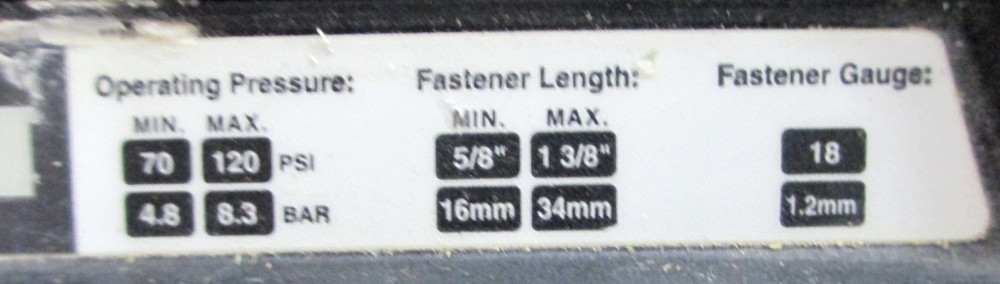 Operating Pressure: Fastener Length: Fastener Gauge:
MIN. MAX. MIN. MAX.
70 120 PSI 5/8" 1 3/8" 18
4.8 8.3 BAR 16mm 34mm 1.2mm